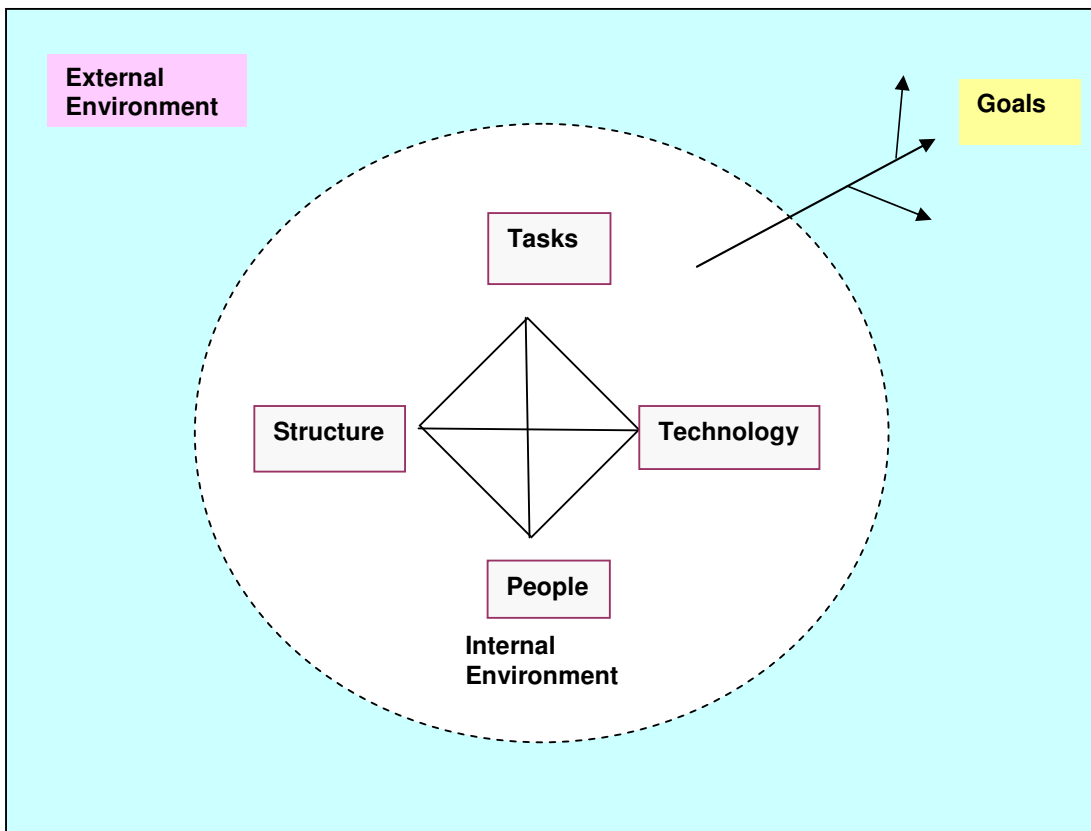 External
Environment
Goals
Tasks
Structure
Technology
People
Internal
Environment